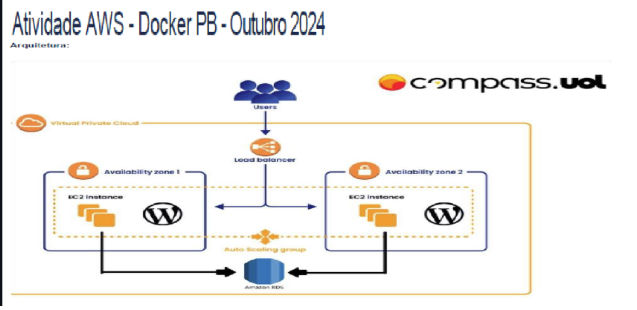 Atividade AWS - Docker PB - Outubro 2024
Arquitetura:
compass.uol
Users
Virtual Private Cloud
Load balancer
Availability zone 1
Availability zone 2
EC2 Instance
EC2 Instance
Auto Scaling group
Amazon RDS